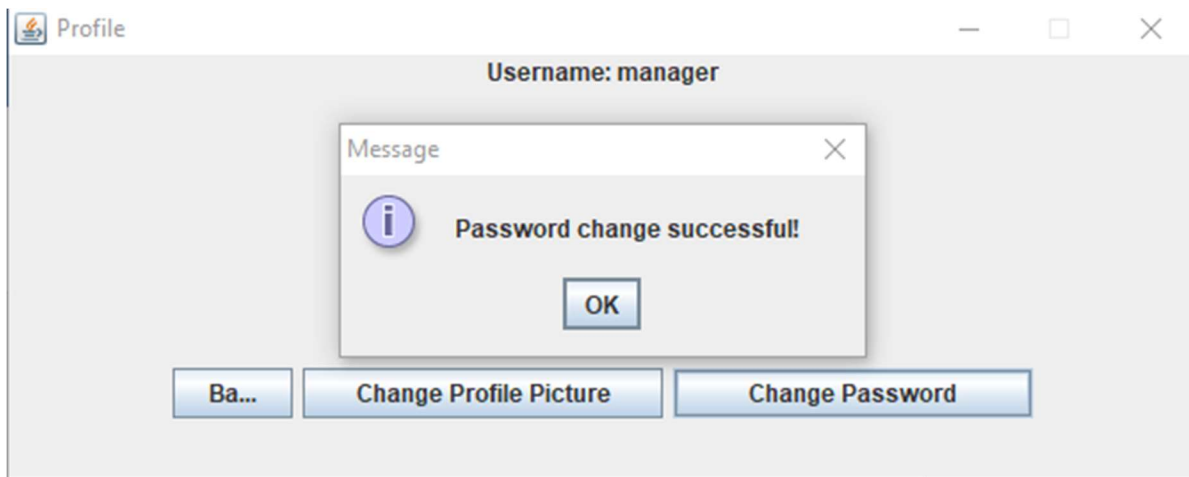 Profile
Username: manager
Message
Password change successful!
OK
Ba...
Change Profile Picture
Change Password